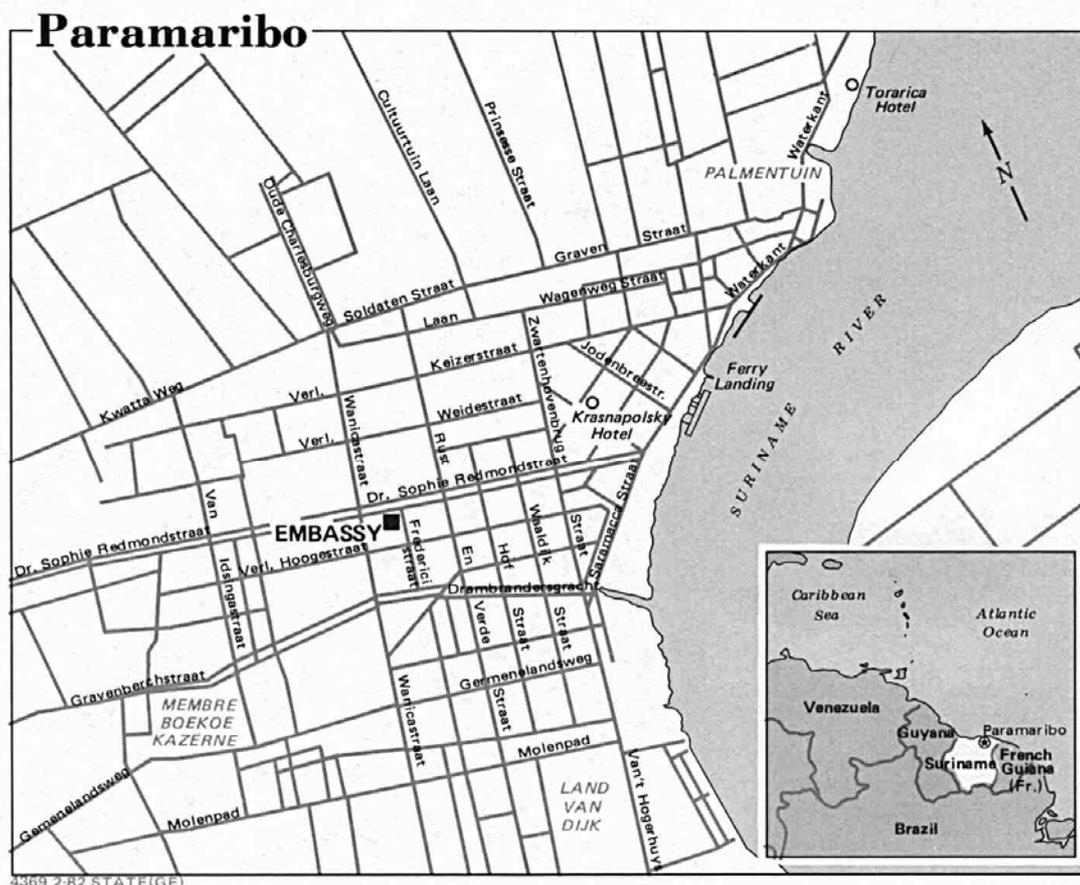 Paramaribo
Torarica
Hotel
Waterkant
N
PALMENTUIN
Cultuurtuin Laan
Prinsesse Straat
Oude Charlesburgweg
Graven Straat
Soldaten Straat
Wagenweg Straat
Waterkant
Laan
Keizerstraat
Zwartenhovenbrug
Jodenbreestr.
Ferry
Landing
SURINAME RIVER
Kwatta Weg
Verl.
Weidestraat
Krasnapolsky
Hotel
Wanicastraat
Rust
Verl.
Dr. Sophie Redmondstraat
Van
Idsingastraat
EMBASSY
Dr. Sophie Redmondstraat
Verl. Hoogestraat
Frederici
straat
En
Hof
Waaldijk
Straat
Saramacca Straat
Drambrandersgracht
Verde
Straat
Straat
Gravenberchstraat
Germenelandsweg
Wanicastraat
Straat
MEMBRE
BOEKOE
KAZERNE
Molenpad
Van't Hogerhuys
Gemenelandsweg
Molenpad
LAND
VAN
DIJK
Caribbean
Sea
Atlantic
Ocean
Venezuela
Guyana
Paramaribo
Suriname
French
Guiana
(Fr.)
Brazil
4369 2-82 STATE(GE)